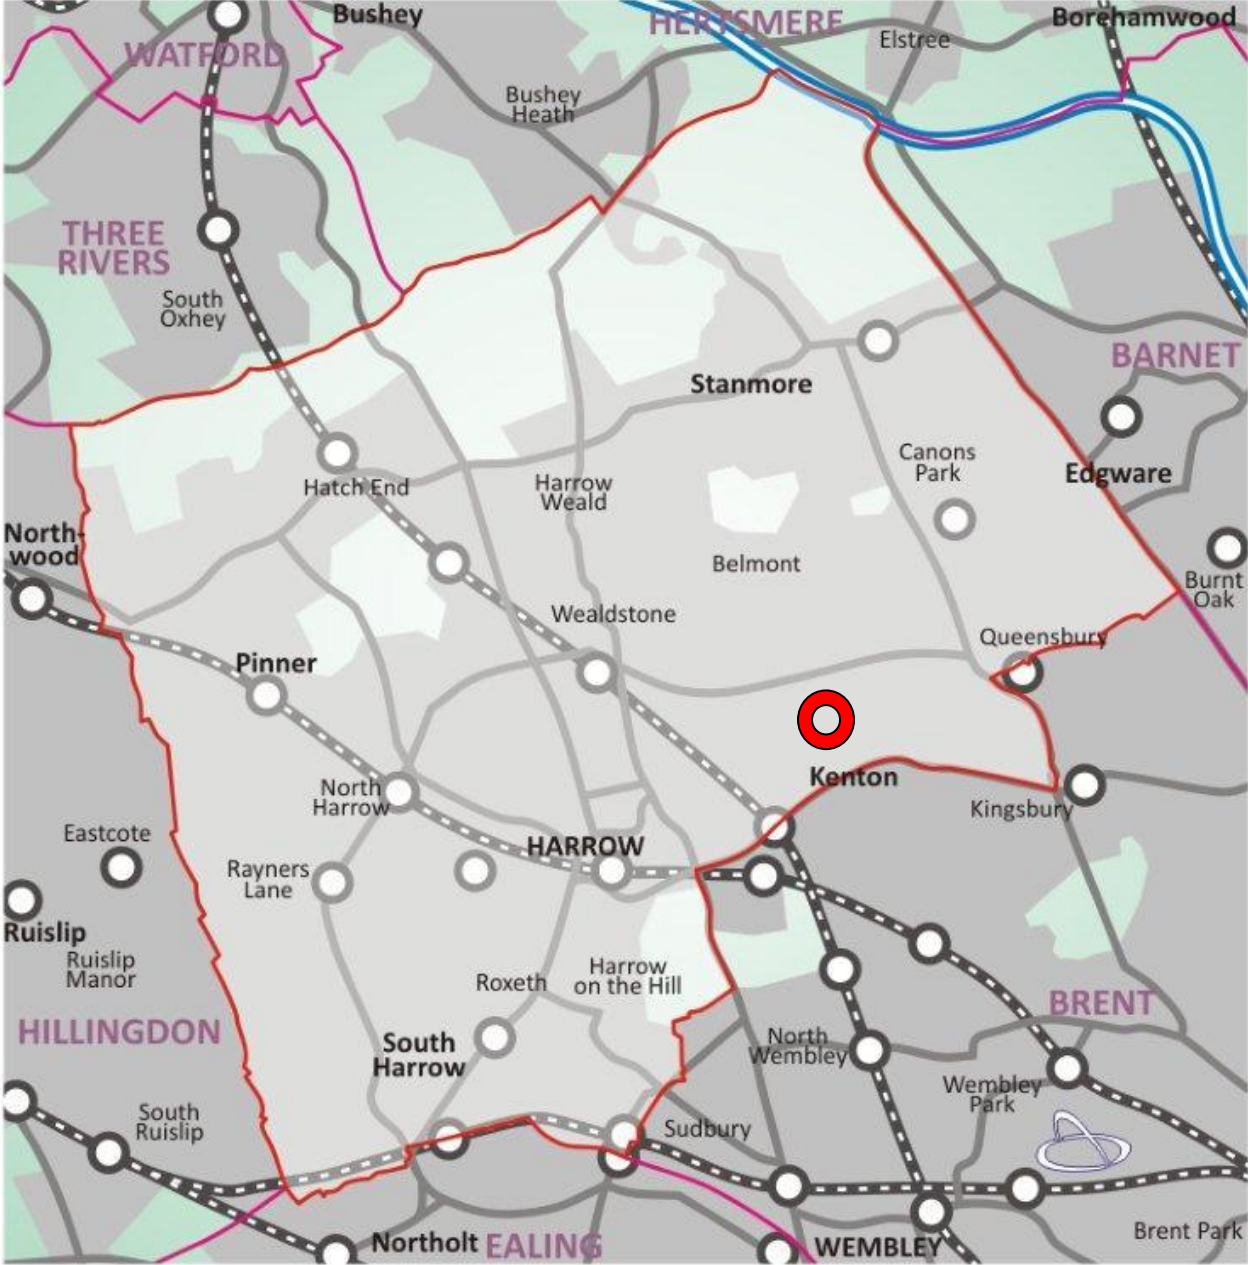 Bushey
HERTSMERE
Borehamwood
WATFORD
Elstree
Bushey
Heath
THREE
RIVERS
South
Oxhey
BARNET
Stanmore
Canons
Park
Edgware
Hatch End
Harrow
Weald
North-
wood
Belmont
Burnt
Oak
Wealdstone
Queensbury
Pinner
Kenton
North
Harrow
Kingsbury
Eastcote
HARROW
Rayners
Lane
Ruislip
Ruislip
Manor
Roxeth
Harrow
on the Hill
HILLINGDON
BRENT
South
Harrow
North
Wembley
Wembley
Park
South
Ruislip
Sudbury
Northolt
EALING
WEMBLEY
Brent Park